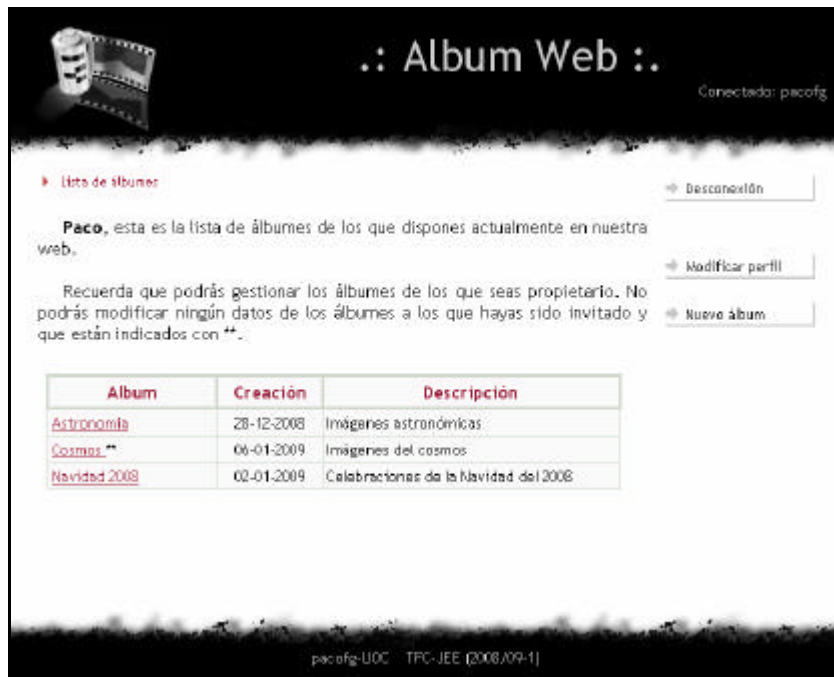 .: Album Web :.
Conectado: pacofg
Lista de álbumes
Desconexión
Paco, esta es la lista de álbumes de los que dispones actualmente en nuestra
web.
Modificar perfil
Recuerda que podrás gestionar los álbumes de los que seas propietario. No
podrás modificar ningún datos de los álbumes a los que hayas sido invitado y
que están indicados con **.
Nuevo álbum
Album Creación Descripción
Astronomía 28-12-2008 Imágenes astronómicas
Cosmos ** 06-01-2009 Imágenes del cosmos
Navidad 2008 02-01-2009 Celebraciones de la Navidad del 2008
pacofg-UOC TFC-JEE (2008/09-1)